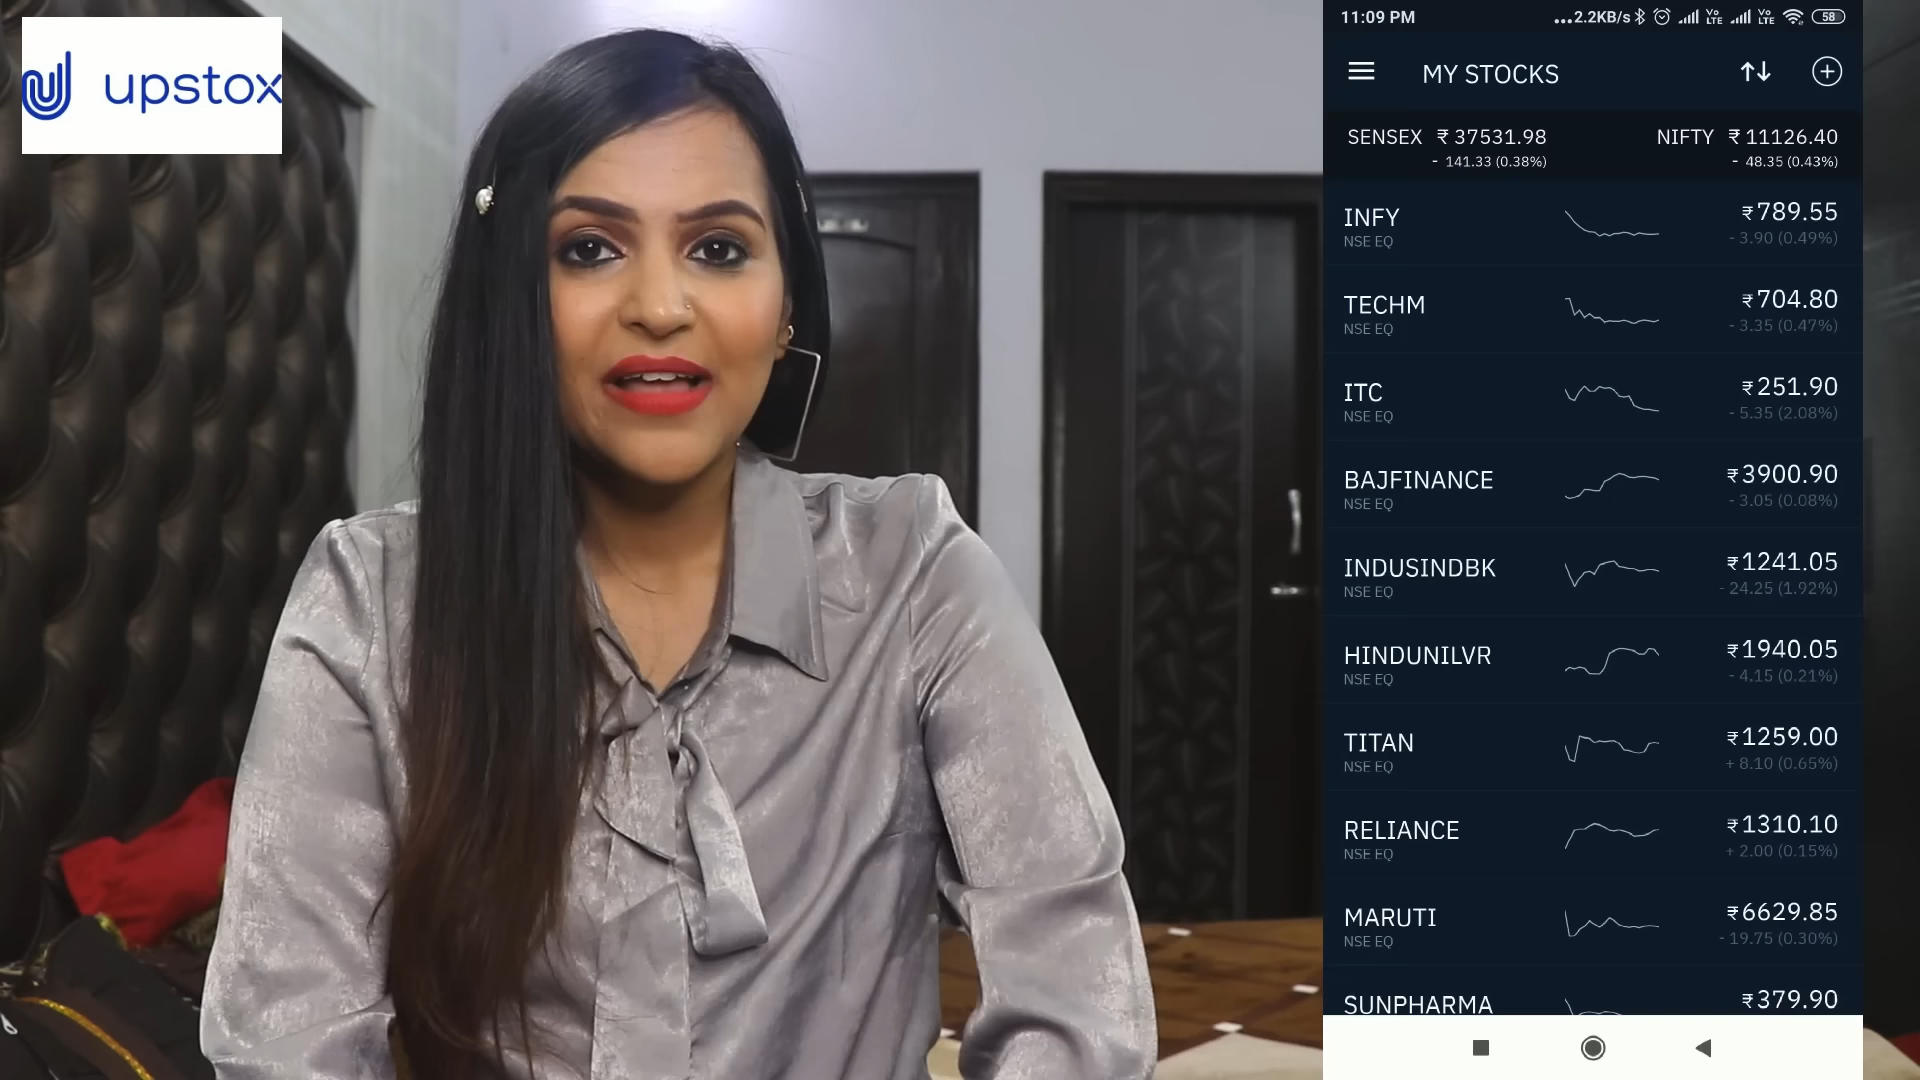 upstox
11:09 PM
...2.2KB/s
Vo LTE
Vo LTE
58
MY STOCKS
SENSEX ₹ 37531.98
- 141.33 (0.38%)
NIFTY ₹ 11126.40
- 48.35 (0.43%)
INFY ₹789.55
NSE EQ - 3.90 (0.49%)
TECHM ₹704.80
NSE EQ - 3.35 (0.47%)
ITC ₹251.90
NSE EQ - 5.35 (2.08%)
BAJFINANCE ₹3900.90
NSE EQ - 3.05 (0.08%)
INDUSINDBK ₹1241.05
NSE EQ - 24.25 (1.92%)
HINDUNILVR ₹1940.05
NSE EQ - 4.15 (0.21%)
TITAN ₹1259.00
NSE EQ + 8.10 (0.65%)
RELIANCE ₹1310.10
NSE EQ + 2.00 (0.15%)
MARUTI ₹6629.85
NSE EQ - 19.75 (0.30%)
SUNPHARMA ₹379.90